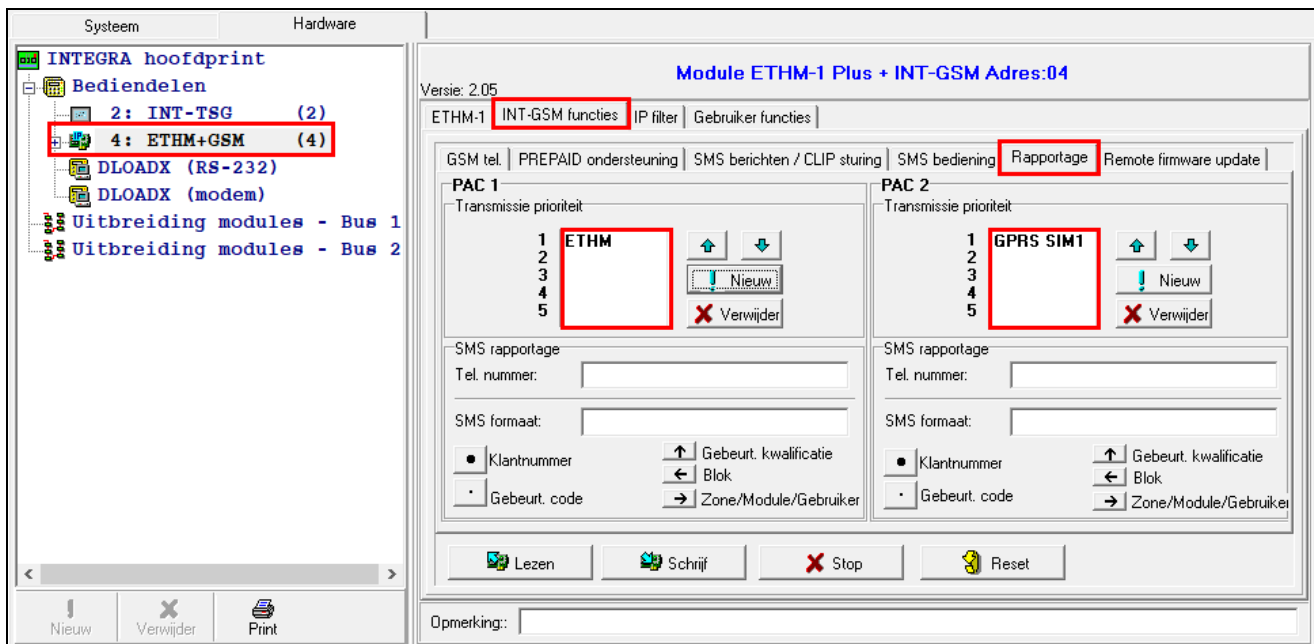 Systeem Hardware
INTEGRA hoofdprint
Bediendelen
2: INT-TSG (2)
4: ETHM+GSM (4)
DLOADX (RS-232)
DLOADX (modem)
Uitbreiding modules - Bus 1
Uitbreiding modules - Bus 2
Nieuw Verwijder Print
Module ETHM-1 Plus + INT-GSM Adres:04
Versie: 2.05
ETHM-1 INT-GSM functies IP filter Gebruiker functies
GSM tel. PREPAID ondersteuning SMS berichten / CLIP sturing SMS bediening Rapportage Remote firmware update
PAC 1
Transmissie prioriteit
1 ETHM
2
3
4
5
Nieuw
Verwijder
SMS rapportage
Tel. nummer:
SMS formaat:
Klantnummer
Gebeurt. code
Gebeurt. kwalificatie
Blok
Zone/Module/Gebruiker
PAC 2
Transmissie prioriteit
1 GPRS SIM1
2
3
4
5
Nieuw
Verwijder
SMS rapportage
Tel. nummer:
SMS formaat:
Klantnummer
Gebeurt. code
Gebeurt. kwalificatie
Blok
Zone/Module/Gebruiker
Lezen Schrijf Stop Reset
Opmerking::